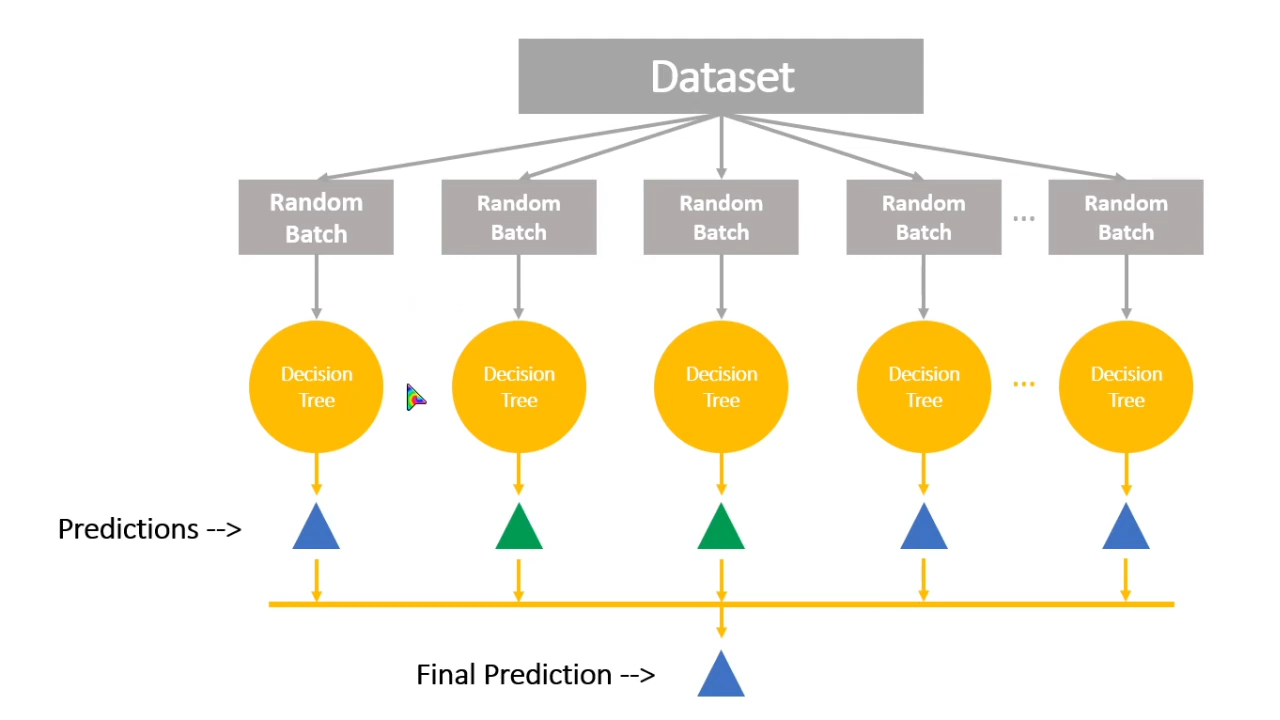 Dataset
Random
Batch
Random
Batch
Random
Batch
Random
Batch
...
Random
Batch
Decision
Tree
Decision
Tree
Decision
Tree
Decision
Tree
...
Decision
Tree
Predictions -->
Final Prediction -->